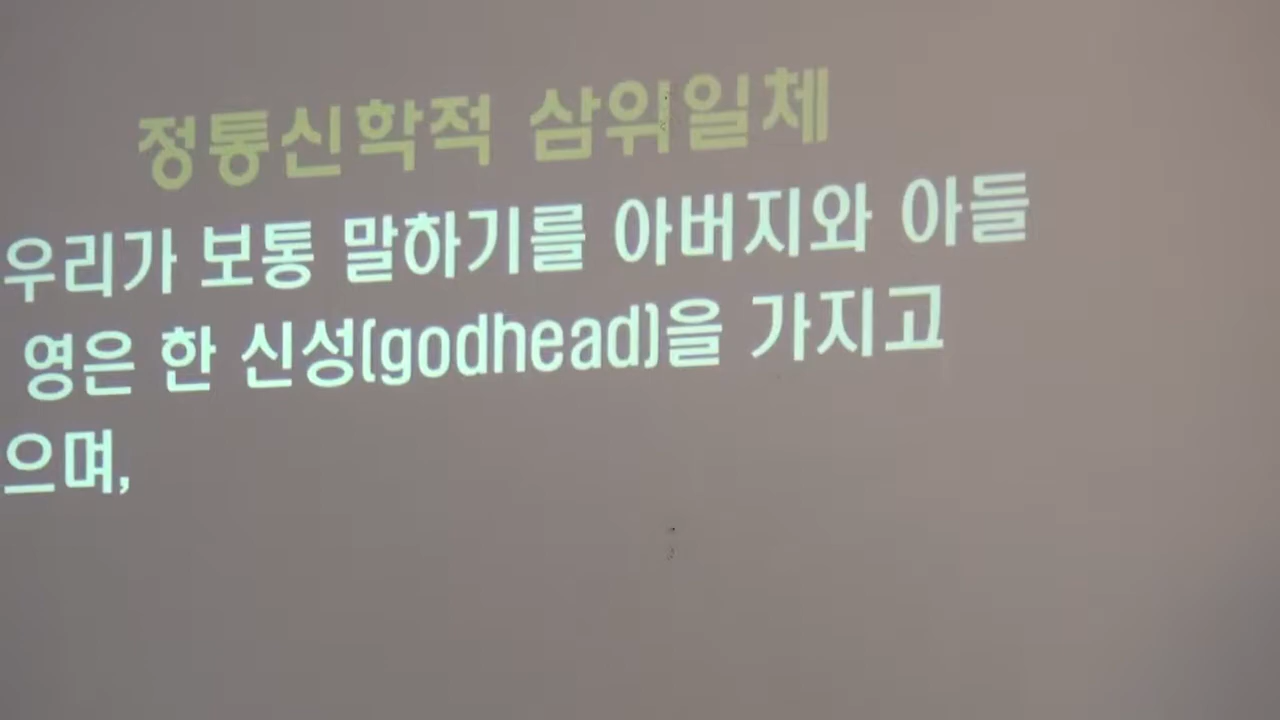 정통신학적 삼위일체
우리가 보통 말하기를 아버지와 아들
영은 한 신성(godhead)을 가지고
으며,